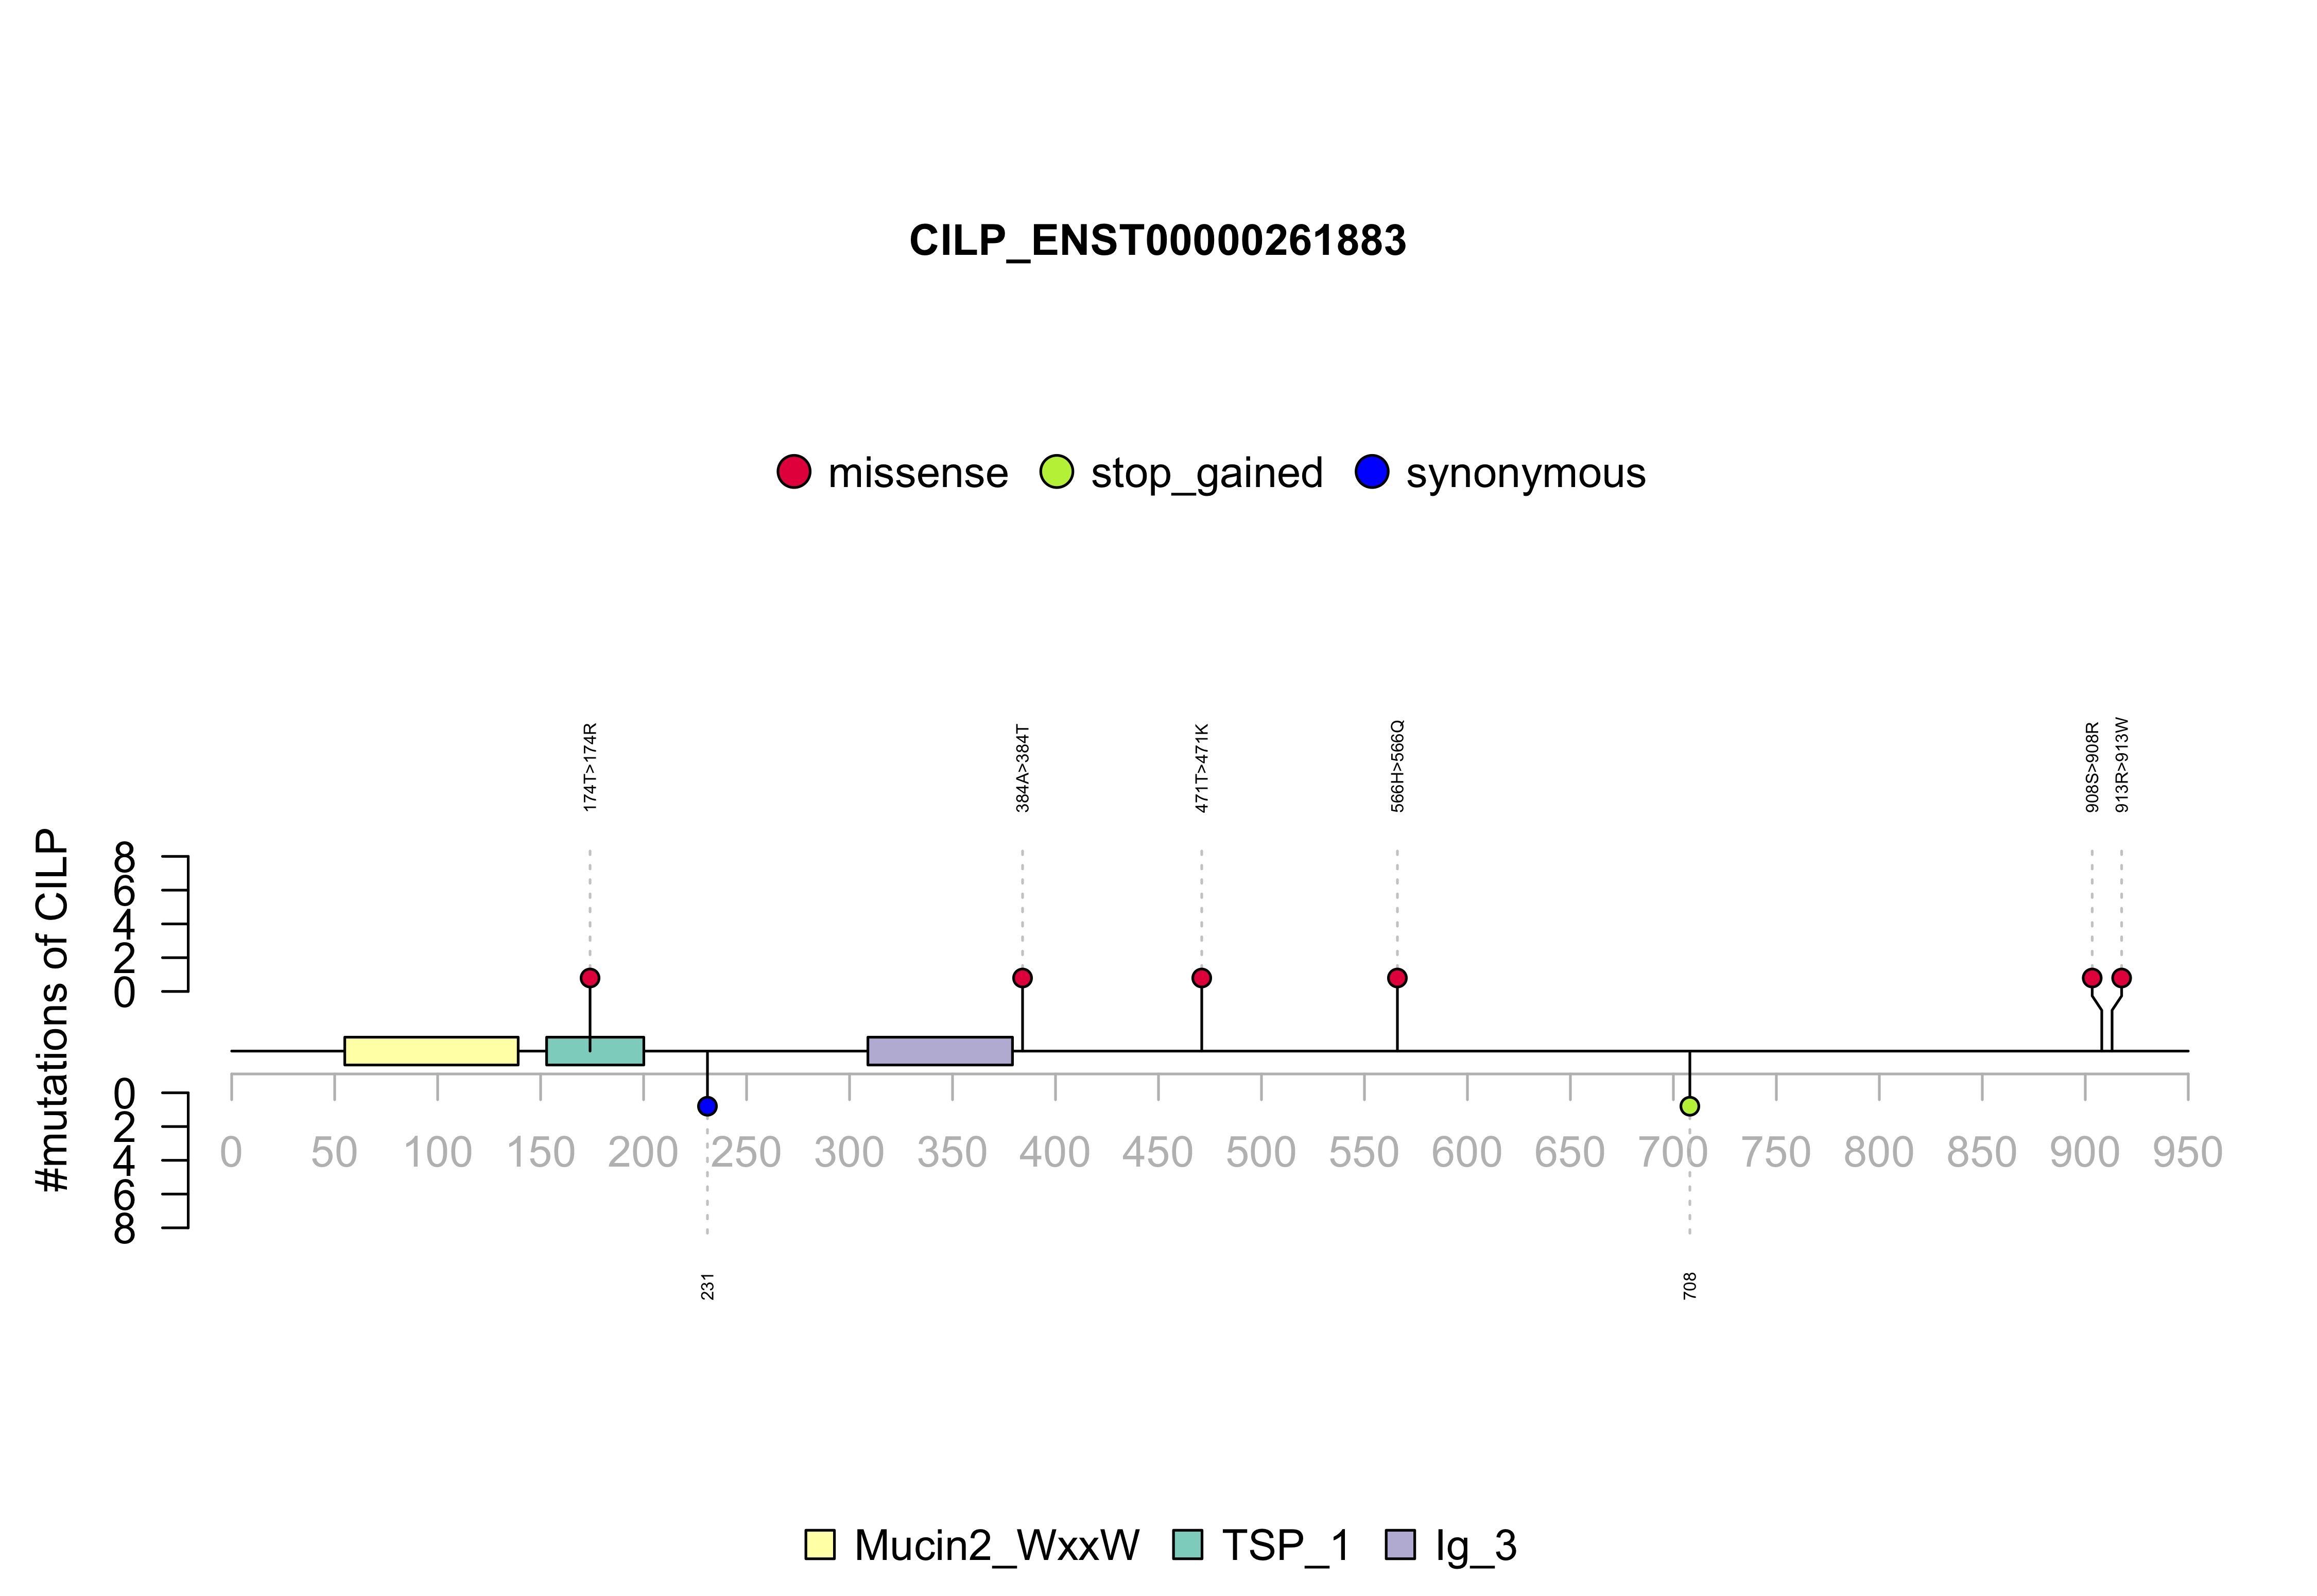 CILP_ENST00000261883
missense stop_gained synonymous
174T>174R
384A>384T
471T>471K
566H>566Q
908S>908R
913R>913W
#mutations of CILP
8
6
4
2
0
0
2
4
6
8
0 50 100 150 200 250 300 350 400 450 500 550 600 650 700 750 800 850 900 950
231
708
Mucin2_WxxW TSP_1 Ig_3